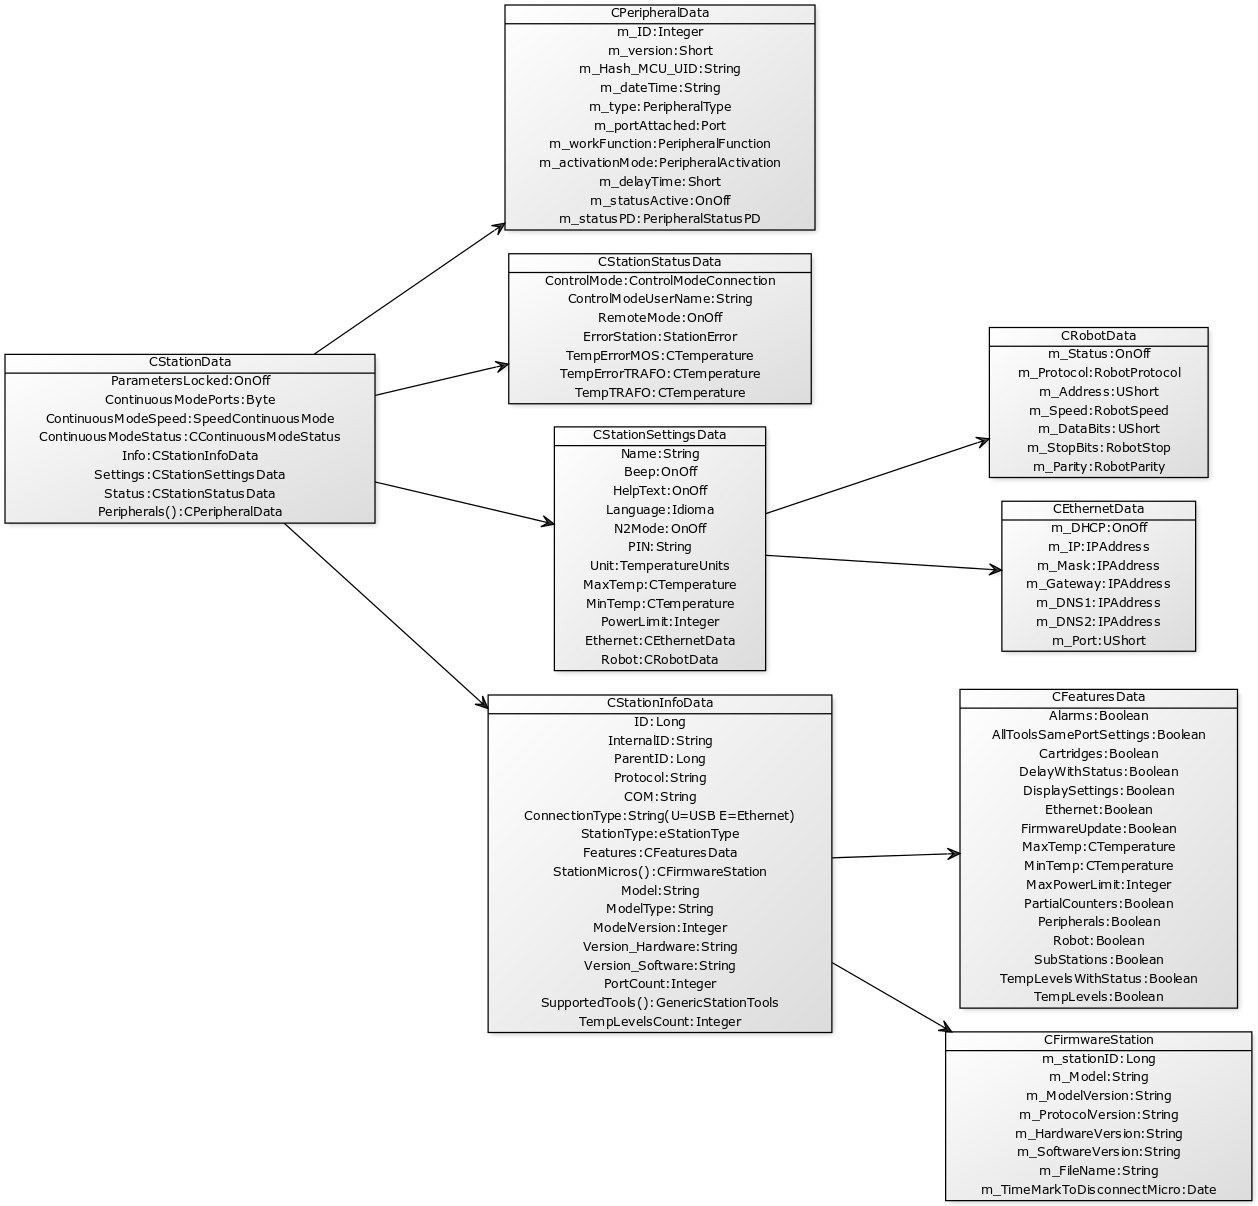 CPeripheralData
m_ID:Integer
m_version:Short
m_Hash_MCU_UID:String
m_dateTime:String
m_type:PeripheralType
m_portAttached:Port
m_workFunction:PeripheralFunction
m_activationMode:PeripheralActivation
m_delayTime:Short
m_statusActive:OnOff
m_statusPD:PeripheralStatusPD
CStationStatusData
ControlMode:ControlModeConnection
ControlModeUserName:String
RemoteMode:OnOff
ErrorStation:StationError
TempErrorMOS:CTemperature
TempErrorTRAFO:CTemperature
TempTRAFO:CTemperature
CStationData
ParametersLocked:OnOff
ContinuousModePorts:Byte
ContinuousModeSpeed:SpeedContinuousMode
ContinuousModeStatus:CContinuousModeStatus
Info:CStationInfoData
Settings:CStationSettingsData
Status:CStationStatusData
Peripherals():CPeripheralData
CStationSettingsData
Name:String
Beep:OnOff
HelpText:OnOff
Language:Idioma
N2Mode:OnOff
PIN:String
Unit:TemperatureUnits
MaxTemp:CTemperature
MinTemp:CTemperature
PowerLimit:Integer
Ethernet:CEthernetData
Robot:CRobotData
CRobotData
m_Status:OnOff
m_Protocol:RobotProtocol
m_Address:UShort
m_Speed:RobotSpeed
m_DataBits:UShort
m_StopBits:RobotStop
m_Parity:RobotParity
CEthernetData
m_DHCP:OnOff
m_IP:IPAddress
m_Mask:IPAddress
m_Gateway:IPAddress
m_DNS1:IPAddress
m_DNS2:IPAddress
m_Port:UShort
CStationInfoData
ID:Long
InternalID:String
ParentID:Long
Protocol:String
COM:String
ConnectionType:String(U=USB E=Ethernet)
StationType:eStationType
Features:CFeaturesData
StationMicros():CFirmwareStation
Model:String
ModelType:String
ModelVersion:Integer
Version_Hardware:String
Version_Software:String
PortCount:Integer
SupportedTools():GenericStationTools
TempLevelsCount:Integer
CFeaturesData
Alarms:Boolean
AllToolsSamePortSettings:Boolean
Cartridges:Boolean
DelayWithStatus:Boolean
DisplaySettings:Boolean
Ethernet:Boolean
FirmwareUpdate:Boolean
MaxTemp:CTemperature
MinTemp:CTemperature
MaxPowerLimit:Integer
PartialCounters:Boolean
Peripherals:Boolean
Robot:Boolean
SubStations:Boolean
TempLevelsWithStatus:Boolean
TempLevels:Boolean
CFirmwareStation
m_stationID:Long
m_Model:String
m_ModelVersion:String
m_ProtocolVersion:String
m_HardwareVersion:String
m_SoftwareVersion:String
m_FileName:String
m_TimeMarkToDisconnectMicro:Date